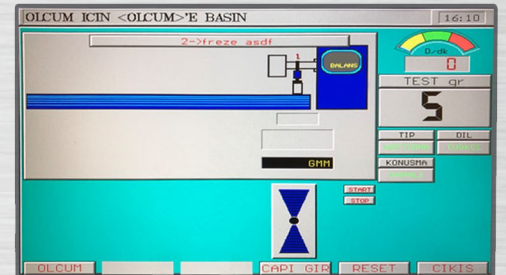 OLCUM ICIN <OLCUM>'E BASIN
16:10
2->freze asdf
1
BALANS
D/dk
0
TEST gr
5
TIP
DIL
KONUSMA
GMM
START
STOP
OLCUM
CAPI GIR
RESET
CIKIS